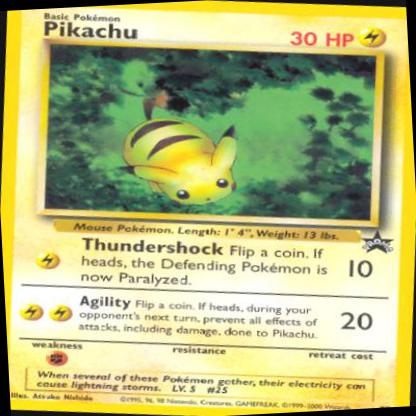 Basic Pokémon
Pikachu
30 HP
Mouse Pokémon. Length: 1' 4", Weight: 13 lbs.
PROMO
Thundershock Flip a coin. If
heads, the Defending Pokémon is
now Paralyzed.
10
Agility Flip a coin. If heads, during your
opponent's next turn, prevent all effects of
attacks, including damage, done to Pikachu.
20
weakness
resistance
retreat cost
When several of these Pokémon gather, their electricity can
cause lightning storms. LV. 5 #25
Illus. Atsuko Nishida
©1995, 96, 98 Nintendo, Creatures, GAMEFREAK. ©1999-2000 Wizards